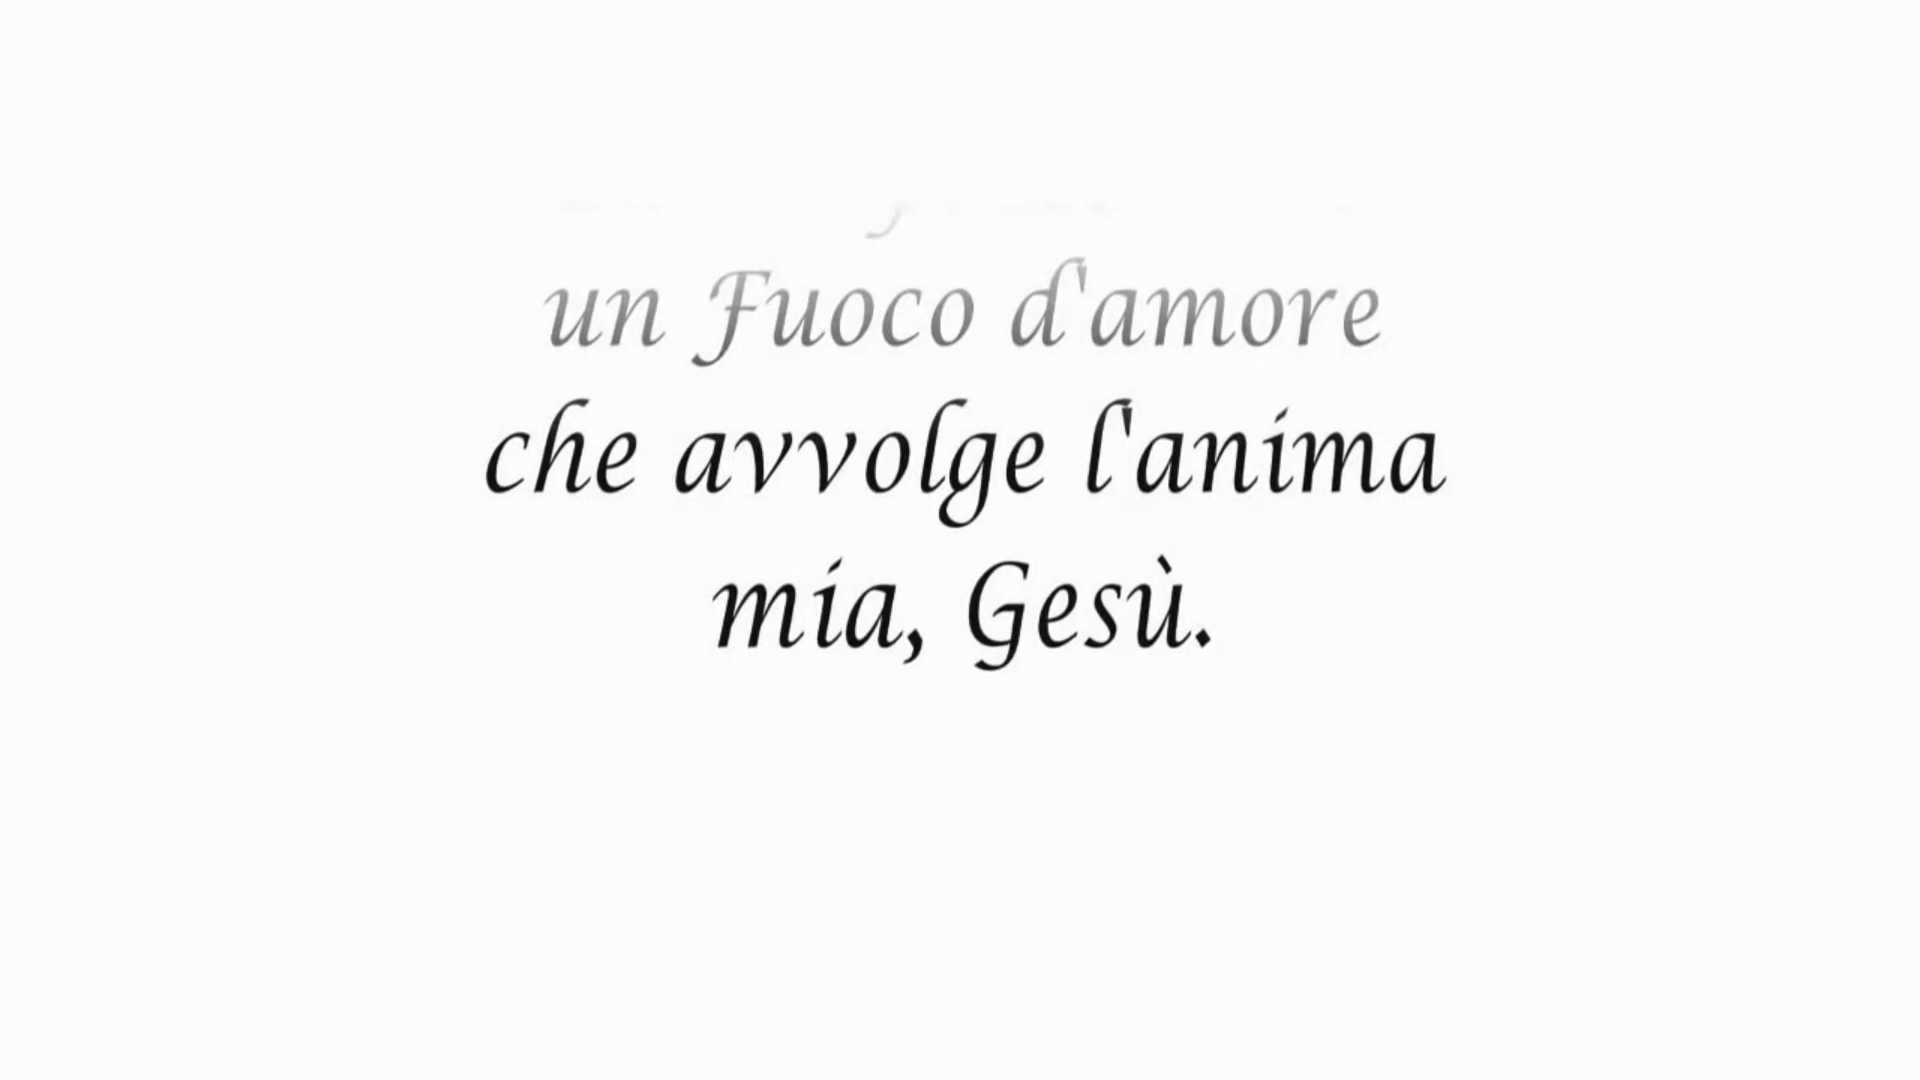 un Fuoco d'amore
che avvolge l'anima
mia, Gesù.